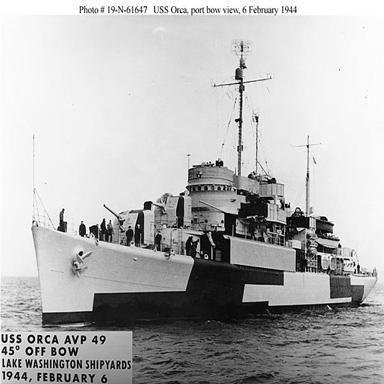 Photo # 19-N-61647 USS Orca, port bow view, 6 February 1944
USS ORCA AVP 49
45° OFF BOW
LAKE WASHINGTON SHIPYARDS
1944, FEBRUARY 6